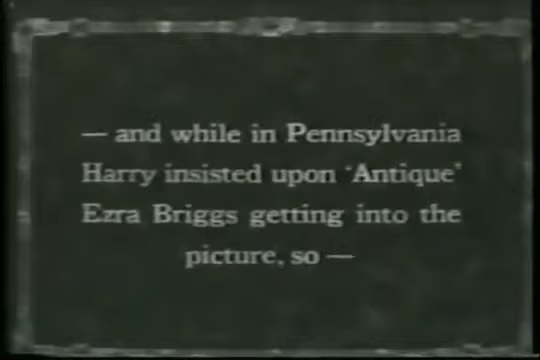 — and while in Pennsylvania
Harry insisted upon 'Antique'
Ezra Briggs getting into the
picture, so —